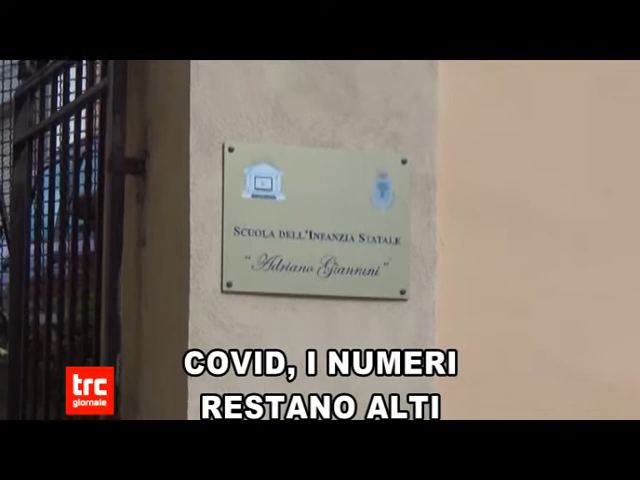 SCUOLA DELL'INFANZIA STATALE
"Adriano Giannini"
COVID, I NUMERI
RESTANO ALTI
trc
giornale